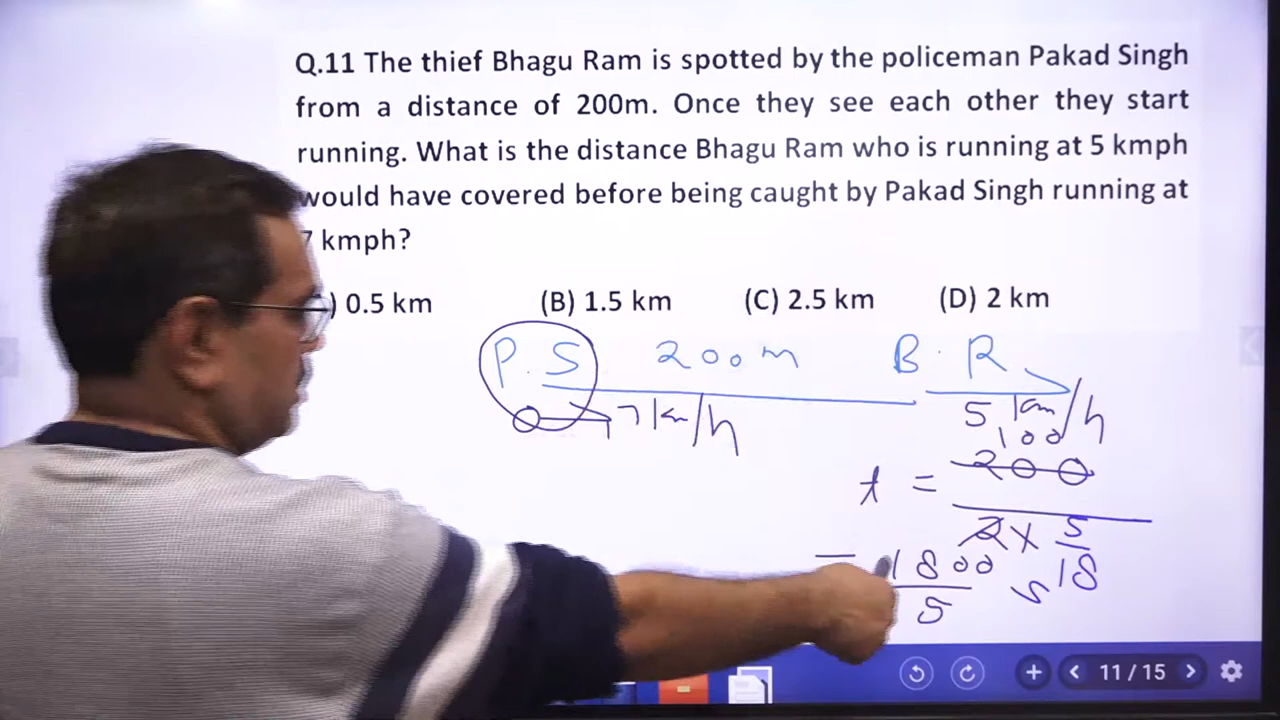 Q.11 The thief Bhagu Ram is spotted by the policeman Pakad Singh
from a distance of 200m. Once they see each other they start
running. What is the distance Bhagu Ram who is running at 5 kmph
would have covered before being caught by Pakad Singh running at
7 kmph?
) 0.5 km (B) 1.5 km (C) 2.5 km (D) 2 km
P.S 200m B.R
7 km/h 5 km/h
100
t = 200
2 x 5
18
= 1800 s
5
11 / 15